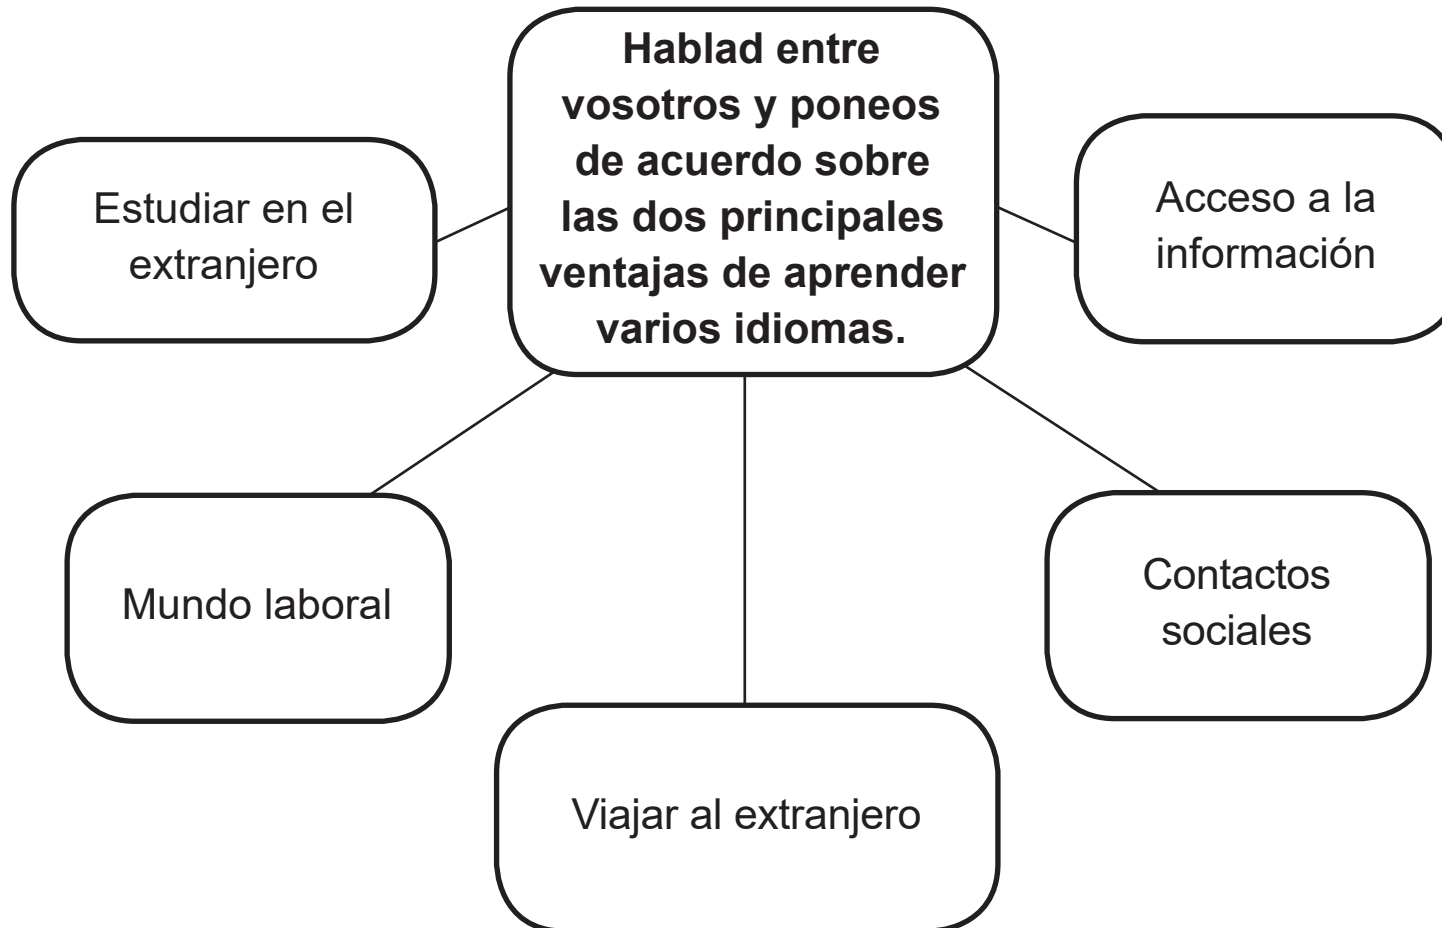 Hablad entre
vosotros y poneos
de acuerdo sobre
las dos principales
ventajas de aprender
varios idiomas.
Estudiar en el
extranjero
Acceso a la
información
Mundo laboral
Contactos
sociales
Viajar al extranjero